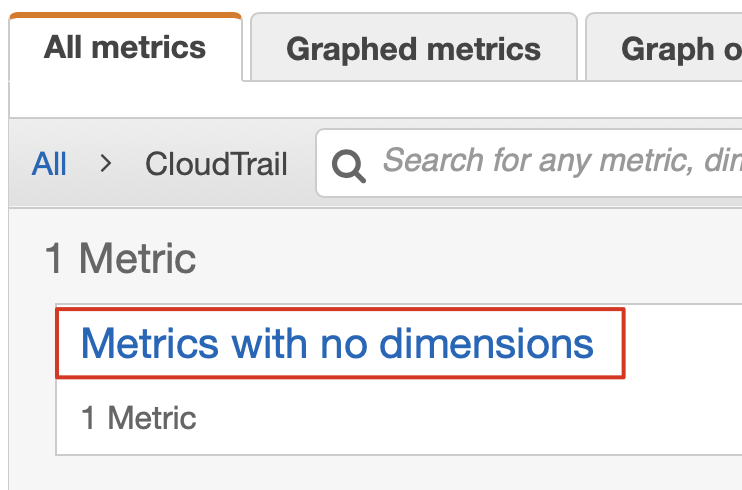 All metrics Graphed metrics Graph
All > CloudTrail Search for any metric,
1 Metric
Metrics with no dimensions
1 Metric